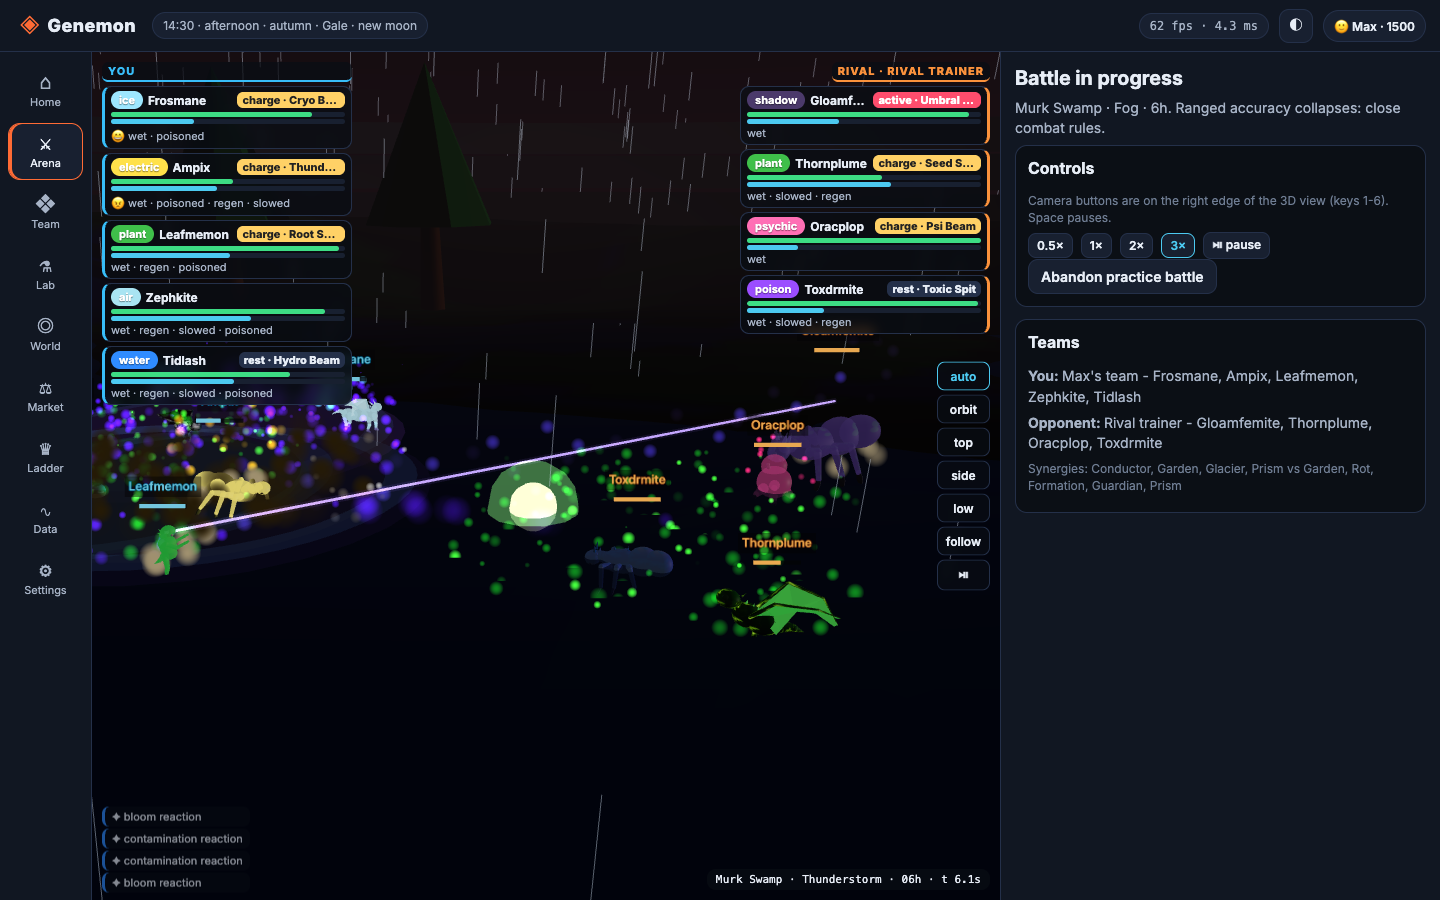 Genemon
14:30 · afternoon · autumn · Gale · new moon
62 fps · 4.3 ms
Max · 1500
Home
Arena
Team
Lab
World
Market
Ladder
Data
Settings
YOU
ice Frosmane charge · Cryo B…
wet · poisoned
electric Ampix charge · Thund…
wet · poisoned · regen · slowed
plant Leafmemon charge · Root S…
wet · regen · poisoned
air Zephkite
wet · regen · slowed · poisoned
water Tidlash rest · Hydro Beam
wet · regen · slowed · poisoned
RIVAL · RIVAL TRAINER
shadow Gloamf… active · Umbral …
wet
plant Thornplume charge · Seed S…
wet · slowed · regen
psychic Oracplop charge · Psi Beam
wet
poison Toxdrmite rest · Toxic Spit
wet · slowed · regen
ane
Leafmemon
Oracplop
Toxdrmite
Thornplume
auto
orbit
top
side
low
follow
✦ bloom reaction
✦ contamination reaction
✦ contamination reaction
✦ bloom reaction
Murk Swamp · Thunderstorm · 06h · t 6.1s
Battle in progress
Murk Swamp · Fog · 6h. Ranged accuracy collapses: close
combat rules.
Controls
Camera buttons are on the right edge of the 3D view (keys 1-6).
Space pauses.
0.5× 1× 2× 3× ⏯ pause
Abandon practice battle
Teams
You: Max's team - Frosmane, Ampix, Leafmemon,
Zephkite, Tidlash
Opponent: Rival trainer - Gloamfemite, Thornplume,
Oracplop, Toxdrmite
Synergies: Conductor, Garden, Glacier, Prism vs Garden, Rot,
Formation, Guardian, Prism